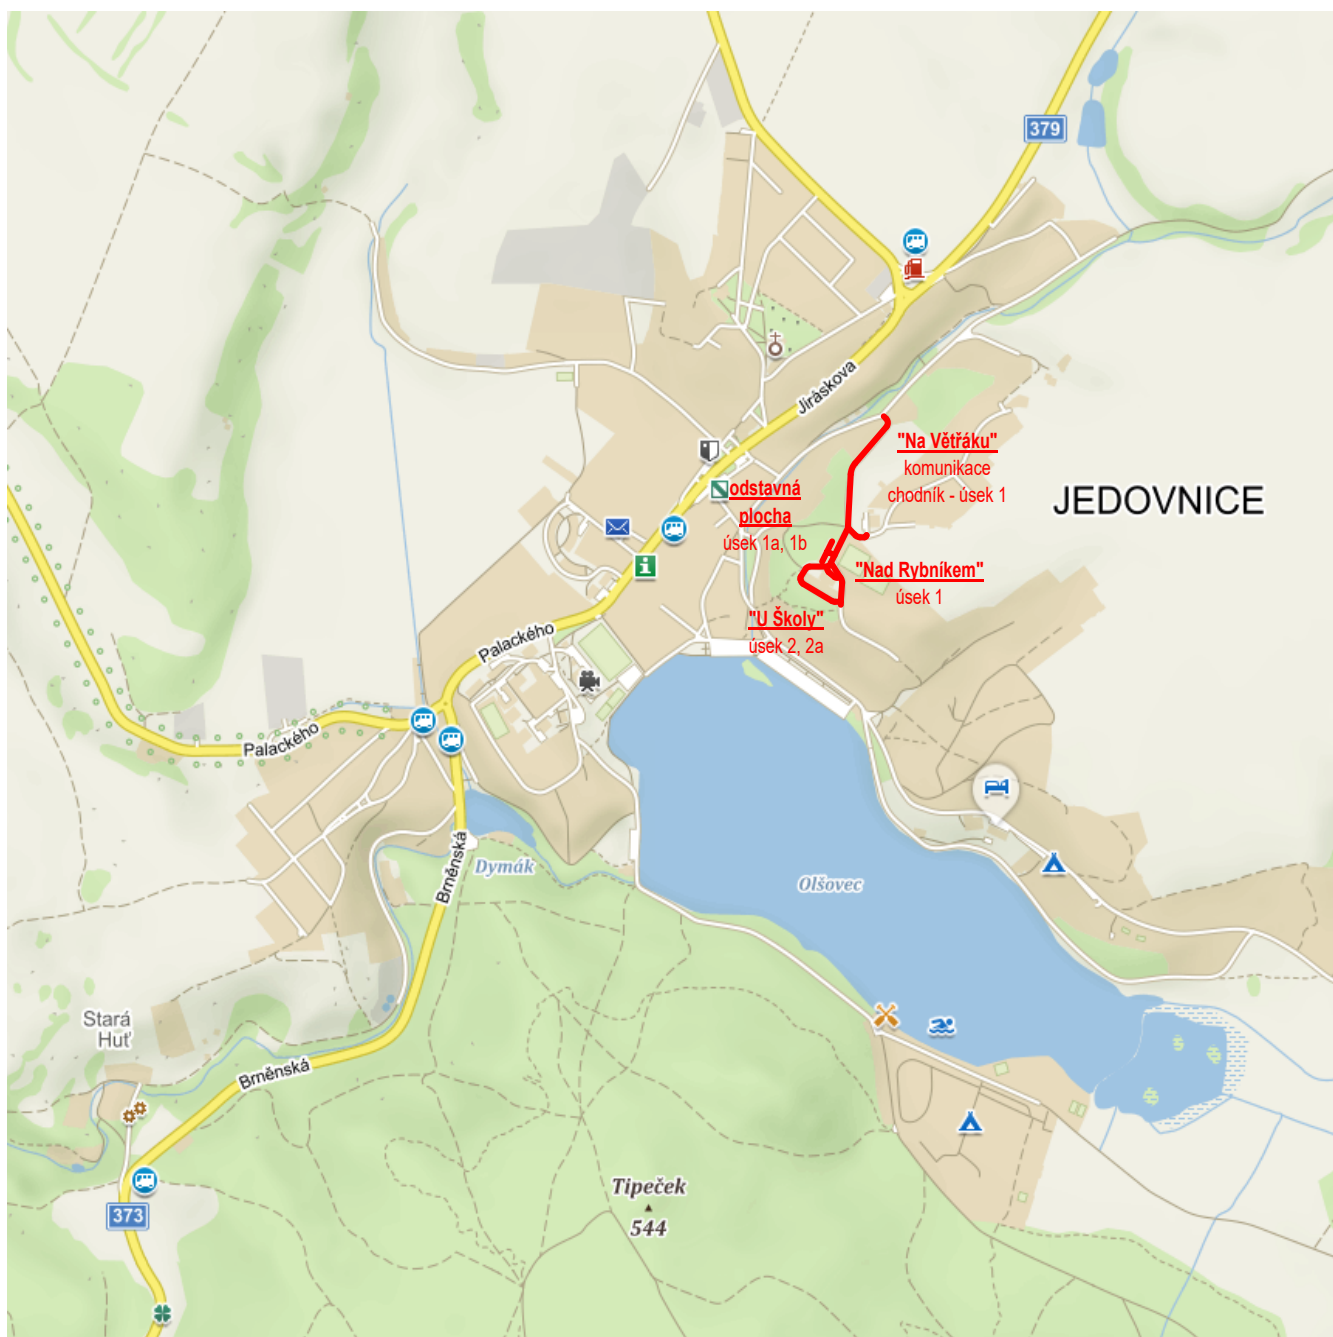 379
Jiráskova
"Na Větřáku"
komunikace
chodník - úsek 1
JEDOVNICE
odstavná
plocha
úsek 1a, 1b
"Nad Rybníkem"
úsek 1
"U Školy"
úsek 2, 2a
Palackého
Palackého
Brněnská
Dymák
Olšovec
Stará
Huť
Brněnská
Tipeček
544
373